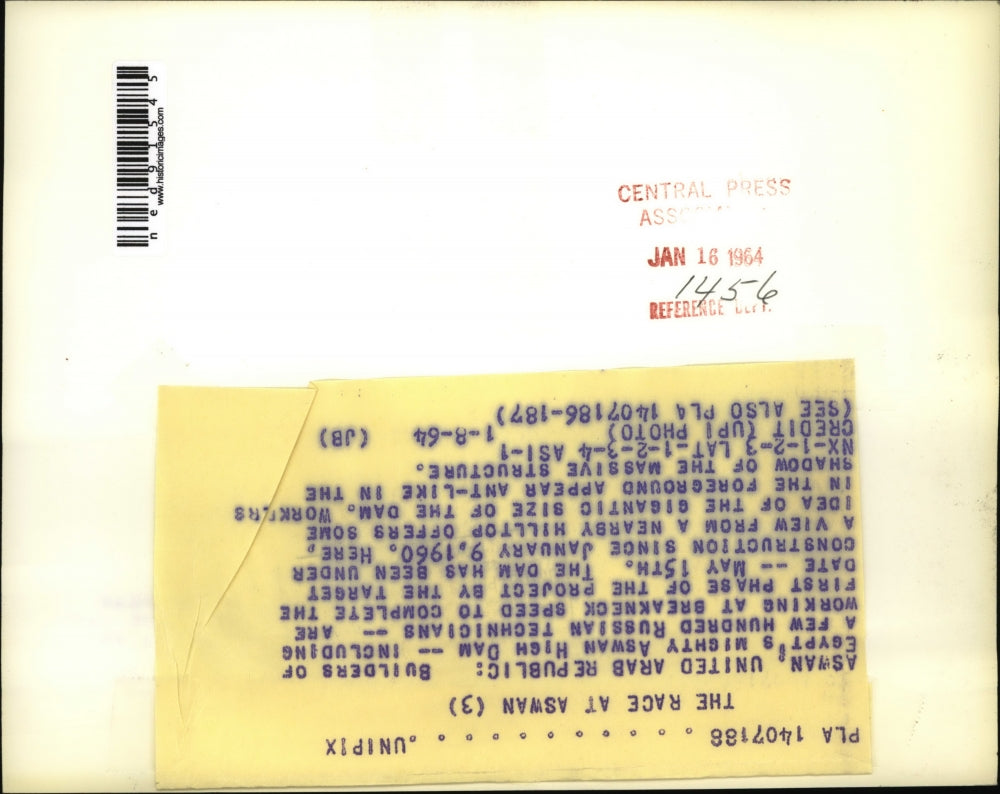 ned91545
www.historicimages.com
CENTRAL PRESS
JAN 16 1964
1456
REFERENCE DEPT.
PLA 1407188 . . . . . . . . . . . UNIPIX
THE RACE AT ASWAN (3)
ASWAN, UNITED ARAB REPUBLIC: BUILDERS OF
EGYPT'S MIGHTY ASWAN HIGH DAM -- INCLUDING
A FEW HUNDRED RUSSIAN TECHNICIANS -- ARE
WORKING AT BREAKNECK SPEED TO COMPLETE THE
FIRST PHASE OF THE PROJECT BY THE TARGET
DATE -- MAY 15TH. THE DAM HAS BEEN UNDER
CONSTRUCTION SINCE JANUARY 9,1960. HERE,
A VIEW FROM A NEARBY HILLTOP OFFERS SOME
IDEA OF THE GIGANTIC SIZE OF THE DAM. WORKERS
IN THE FOREGROUND APPEAR ANT-LIKE IN THE
SHADOW OF THE MASSIVE STRUCTURE.
NX-1-2-3 LAT-1-2-3-4 ASI-1
CREDIT (UPI PHOTO) 1-8-64 (JB)
(SEE ALSO PLA 1407186-187)